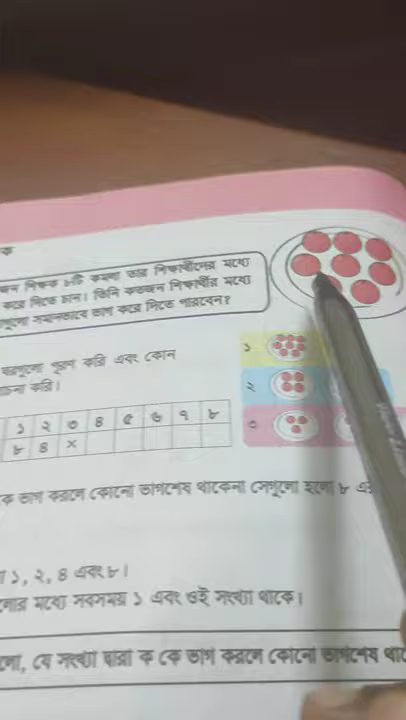 ক
জন শিক্ষক ৮টি কমলা তার শিক্ষার্থীদের মধ্যে
করে দিতে চান। তিনি কতজন শিক্ষার্থীর মধ্যে
গুলো সমানভাবে ভাগ করে দিতে পারবেন?
পূরণ করি এবং কোন
করি।
১
২
৩
১ ২ ৩ ৪ ৫ ৬ ৭ ৮
৮ ৪ ×
কে ভাগ করলে কোনো ভাগশেষ থাকেনা সেগুলো হলো ৮ এ
১, ২, ৪ এবং ৮।
মধ্যে সবসময় ১ এবং ওই সংখ্যা থাকে।
যে সংখ্যা দ্বারা ক কে ভাগ করলে কোনো ভাগশেষ থা